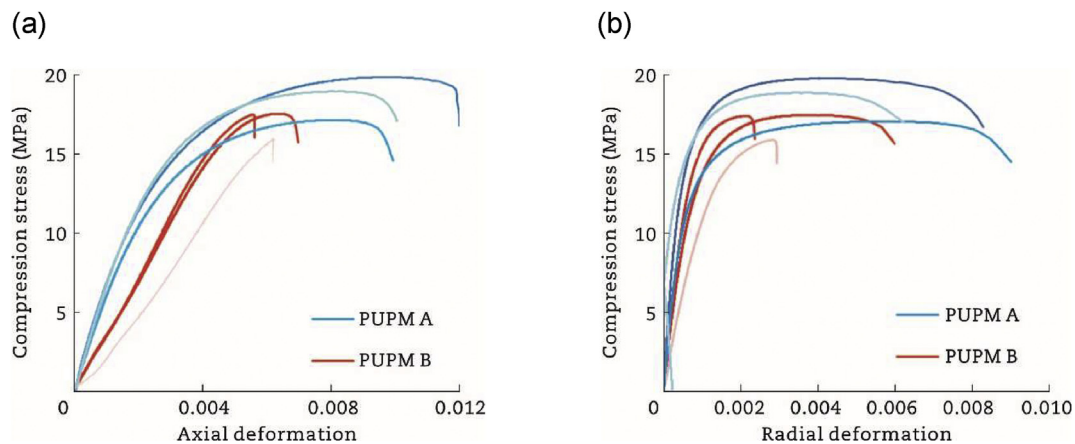 (a)
(b)
Compression stress (MPa)
20
15
10
5
0
0.004
0.008
0.012
Axial deformation
PUPM A
PUPM B
Compression stress (MPa)
20
15
10
5
0
0.002
0.004
0.006
0.008
0.010
Radial deformation
PUPM A
PUPM B